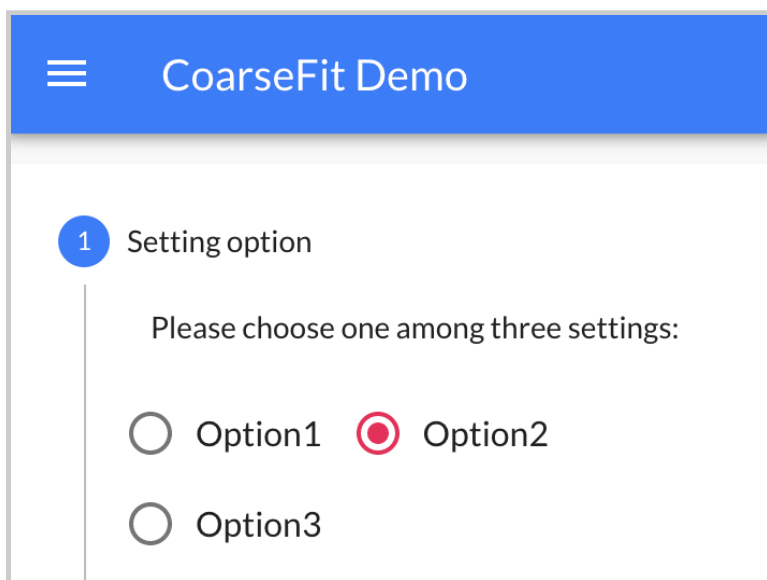 CoarseFit Demo
1 Setting option
Please choose one among three settings:
Option1 Option2
Option3